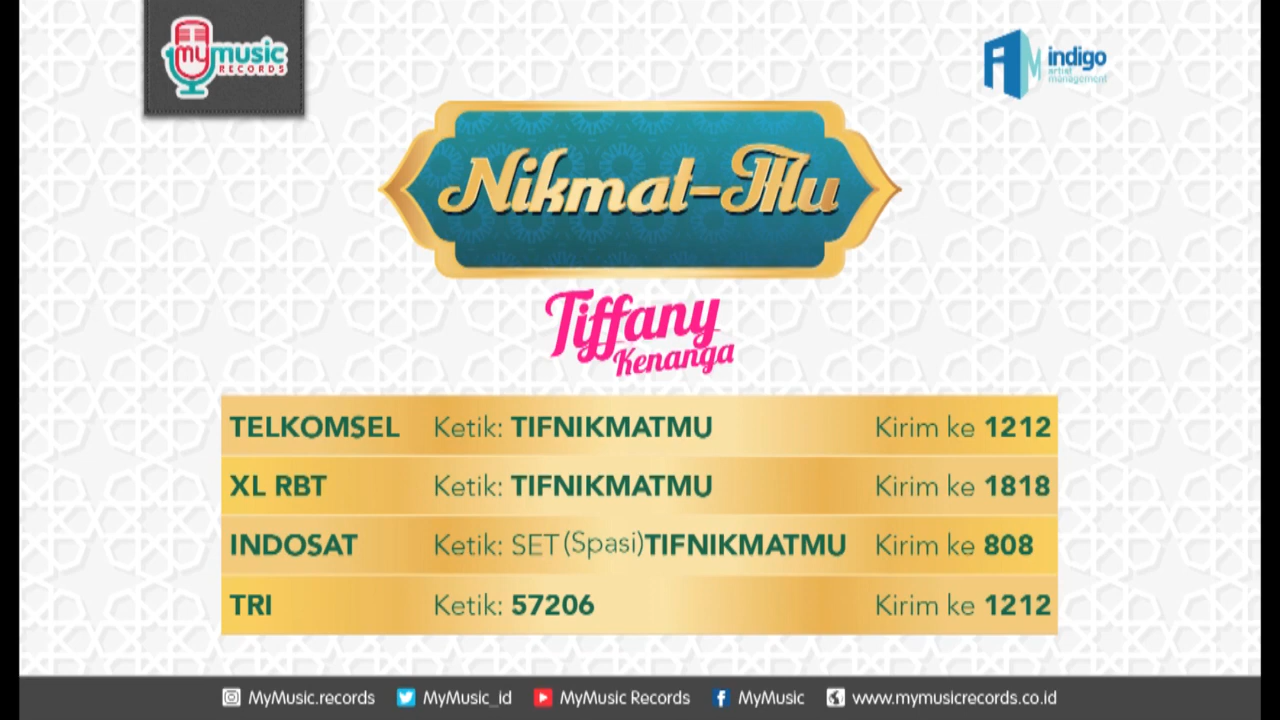 my music
RECORDS
indigo
artist
management
Nikmat-Mu
Tiffany
Kenanga
TELKOMSEL Ketik: TIFNIKMATMU Kirim ke 1212
XL RBT Ketik: TIFNIKMATMU Kirim ke 1818
INDOSAT Ketik: SET(Spasi)TIFNIKMATMU Kirim ke 808
TRI Ketik: 57206 Kirim ke 1212
MyMusic.records MyMusic_id MyMusic Records MyMusic www.mymusicrecords.co.id